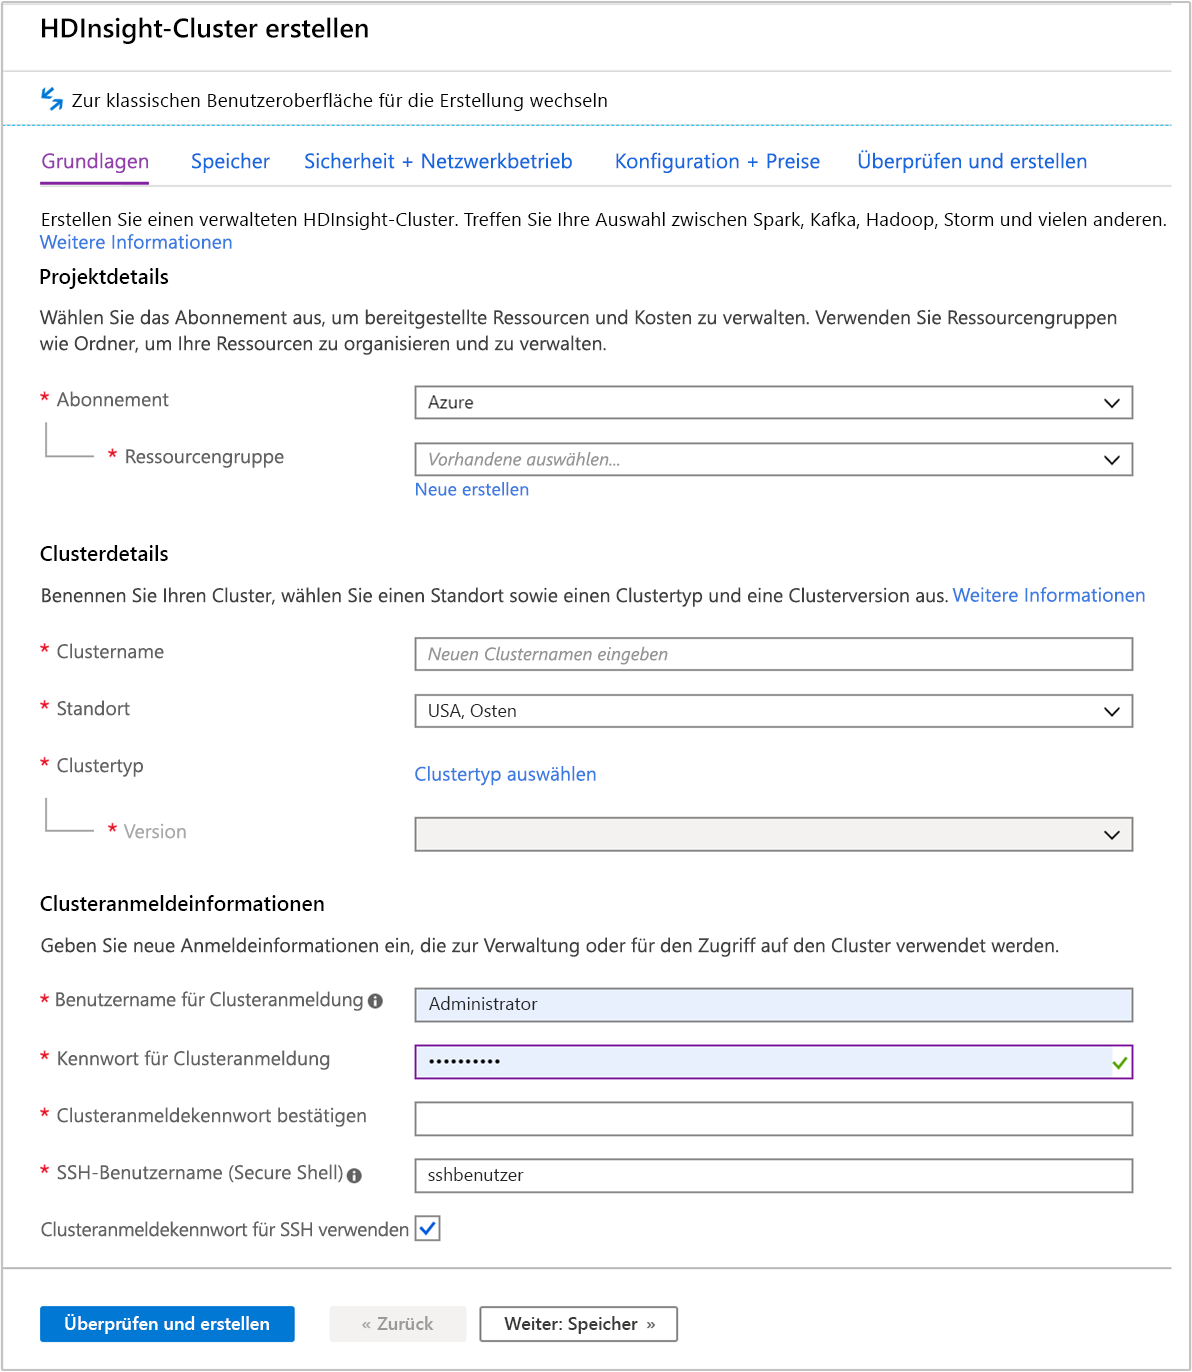 HDInsight-Cluster erstellen
Zur klassischen Benutzeroberfläche für die Erstellung wechseln
Grundlagen Speicher Sicherheit + Netzwerkbetrieb Konfiguration + Preise Überprüfen und erstellen
Erstellen Sie einen verwalteten HDInsight-Cluster. Treffen Sie Ihre Auswahl zwischen Spark, Kafka, Hadoop, Storm und vielen anderen.
Weitere Informationen
Projektdetails
Wählen Sie das Abonnement aus, um bereitgestellte Ressourcen und Kosten zu verwalten. Verwenden Sie Ressourcengruppen
wie Ordner, um Ihre Ressourcen zu organisieren und zu verwalten.
* Abonnement Azure
* Ressourcengruppe Vorhandene auswählen...
Neue erstellen
Clusterdetails
Benennen Sie Ihren Cluster, wählen Sie einen Standort sowie einen Clustertyp und eine Clusterversion aus. Weitere Informationen
* Clustername Neuen Clusternamen eingeben
* Standort USA, Osten
* Clustertyp Clustertyp auswählen
* Version
Clusteranmeldeinformationen
Geben Sie neue Anmeldeinformationen ein, die zur Verwaltung oder für den Zugriff auf den Cluster verwendet werden.
* Benutzername für Clusteranmeldung Administrator
* Kennwort für Clusteranmeldung ••••••••••
* Clusteranmeldekennwort bestätigen
* SSH-Benutzername (Secure Shell) sshbenutzer
Clusteranmeldekennwort für SSH verwenden
Überprüfen und erstellen « Zurück Weiter: Speicher »